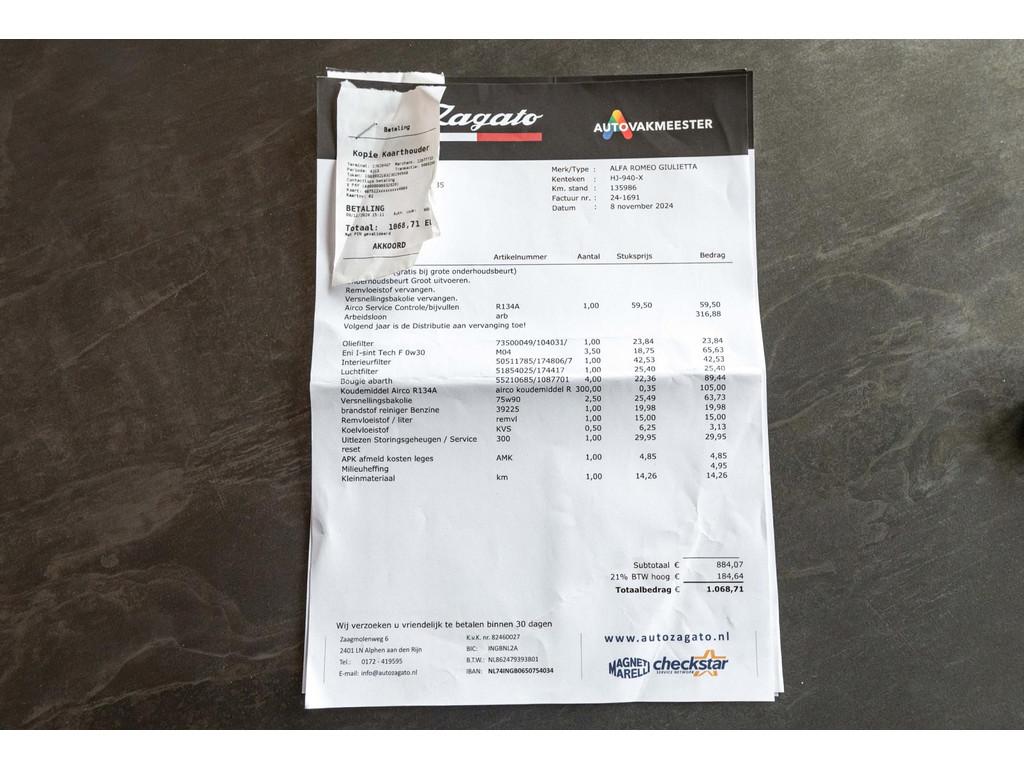 Zagato
AUTOVAKMEESTER
Betaling
Kopie Kaarthouder
Contactloze betaling
BETALING
08/11/2024 15:11
Totaal: 1068,71 EU
AKKOORD
Merk/Type : ALFA ROMEO GIULIETTA
Kenteken : HJ-940-X
Km. stand : 135986
Factuur nr. : 24-1691
Datum : 8 november 2024
IS
Artikelnummer Aantal Stuksprijs Bedrag
(gratis bij grote onderhoudsbeurt)
onderhoudsbeurt Groot uitvoeren.
Remvloeistof vervangen.
Versnellingsbakolie vervangen.
Airco Service Controle/bijvullen R134A 1,00 59,50 59,50
Arbeidsloon arb 316,88
Volgend jaar is de Distributie aan vervanging toe!
Oliefilter 73500049/104031/ 1,00 23,84 23,84
Eni I-sint Tech F 0w30 M04 3,50 18,75 65,63
Interieurfilter 50511785/174806/7 1,00 42,53 42,53
Luchtfilter 51854025/174417 1,00 25,40 25,40
Bougie abarth 55210685/1087701 4,00 22,36 89,44
Koudemiddel Airco R134A airco koudemiddel R 300,00 0,35 105,00
Versnellingsbakolie 75w90 2,50 25,49 63,73
brandstof reiniger Benzine 39225 1,00 19,98 19,98
Remvloeistof / liter remvl 1,00 15,00 15,00
Koelvloeistof KVS 0,50 6,25 3,13
Uitlezen Storingsgeheugen / Service 300 1,00 29,95 29,95
reset
APK afmeld kosten leges AMK 1,00 4,85 4,85
Milieuheffing 4,95
Kleinmateriaal km 1,00 14,26 14,26
Subtotaal € 884,07
21% BTW hoog € 184,64
Totaalbedrag € 1.068,71
Wij verzoeken u vriendelijk te betalen binnen 30 dagen
Zaagmolenweg 6 K.v.K. nr. 82460027
2401 LN Alphen aan den Rijn BIC: INGBNL2A
Tel.: 0172 - 419595 B.T.W.: NL862479393B01
E-mail: info@autozagato.nl IBAN: NL74INGB0650754034
www.autozagato.nl
MAGNETI MARELLI checkstar
SERVICE NETWORK